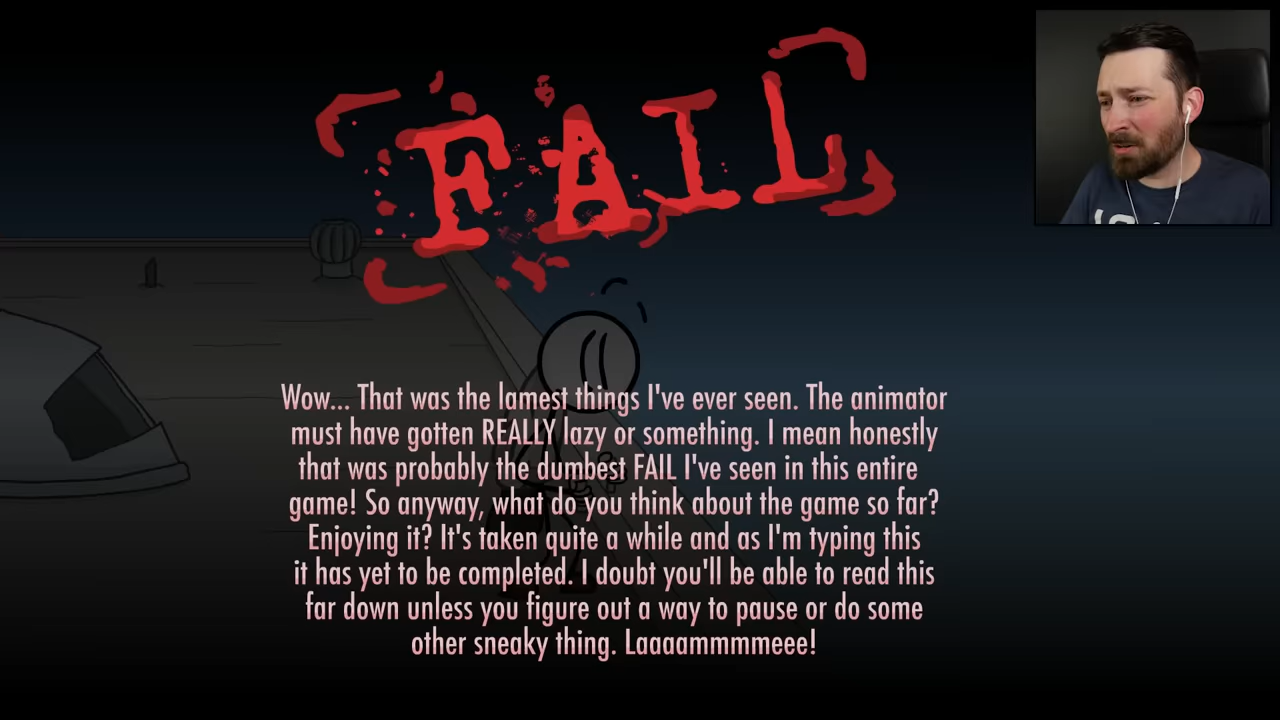 FAIL
Wow... That was the lamest things I've ever seen. The animator
must have gotten REALLY lazy or something. I mean honestly
that was probably the dumbest FAIL I've seen in this entire
game! So anyway, what do you think about the game so far?
Enjoying it? It's taken quite a while and as I'm typing this
it has yet to be completed. I doubt you'll be able to read this
far down unless you figure out a way to pause or do some
other sneaky thing. Laaaammmmeee!